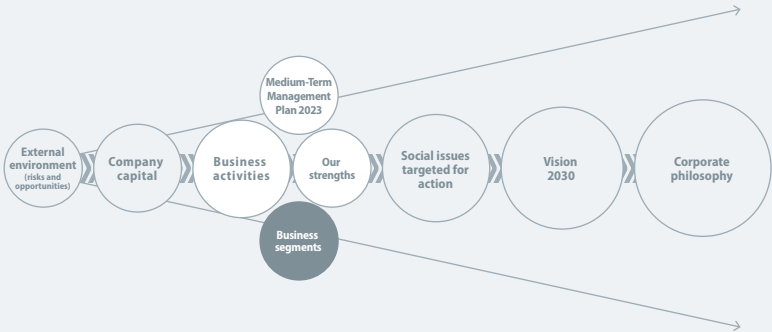 External
environment
(risks and
opportunities)
Company
capital
Business
activities
Medium-Term
Management
Plan 2023
Our
strengths
Business
segments
Social issues
targeted for
action
Vision
2030
Corporate
philosophy